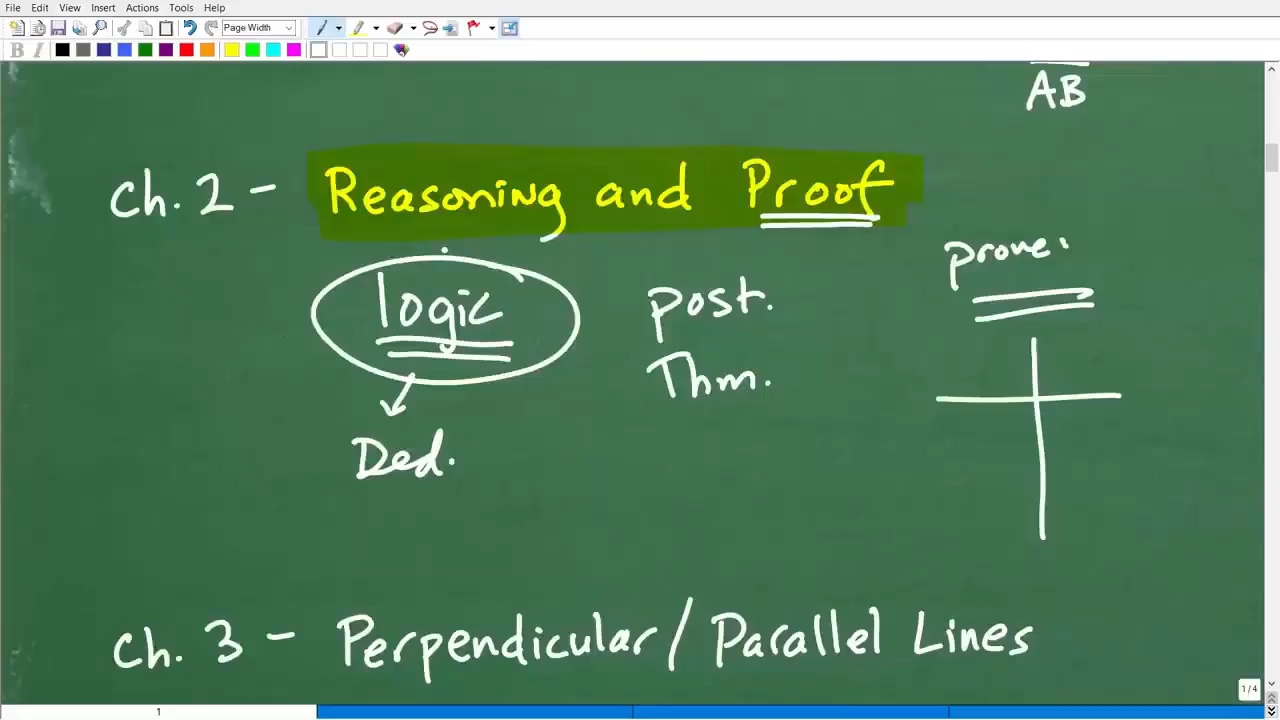 File Edit View Insert Actions Tools Help
Page Width
B I
AB
Ch. 2 - Reasoning and Proof
prove.
logic
post.
Thm.
Ded.
Ch. 3 - Perpendicular/Parallel Lines
1/4
1